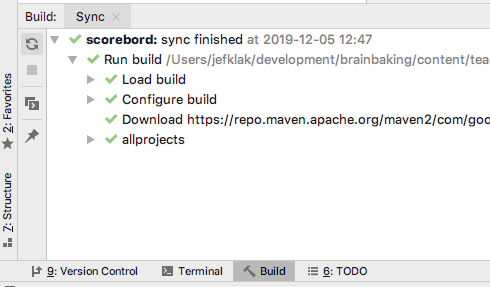 Build: Sync
scorebord: sync finished at 2019-12-05 12:47
Run build /Users/jefklak/development/brainbaking/content/tea
Load build
Configure build
Download https://repo.maven.apache.org/maven2/com/goo
allprojects
2: Favorites
7: Structure
9: Version Control Terminal Build 6: TODO